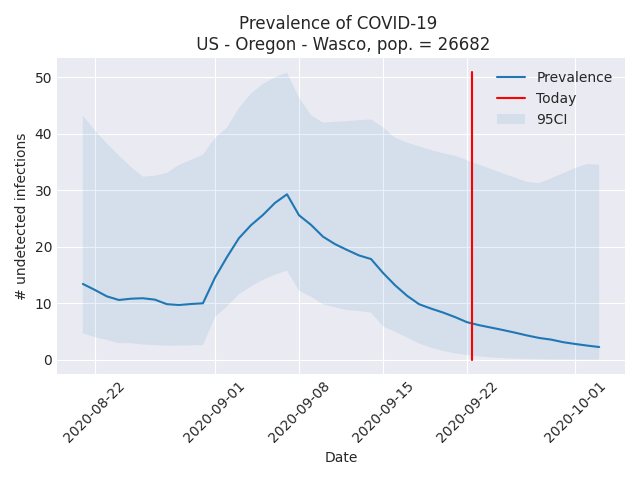 Prevalence of COVID-19
US - Oregon - Wasco, pop. = 26682
50
40
30
20
10
0
# undetected infections
Prevalence
Today
95CI
2020-08-22
2020-09-01
2020-09-08
2020-09-15
2020-09-22
2020-10-01
Date